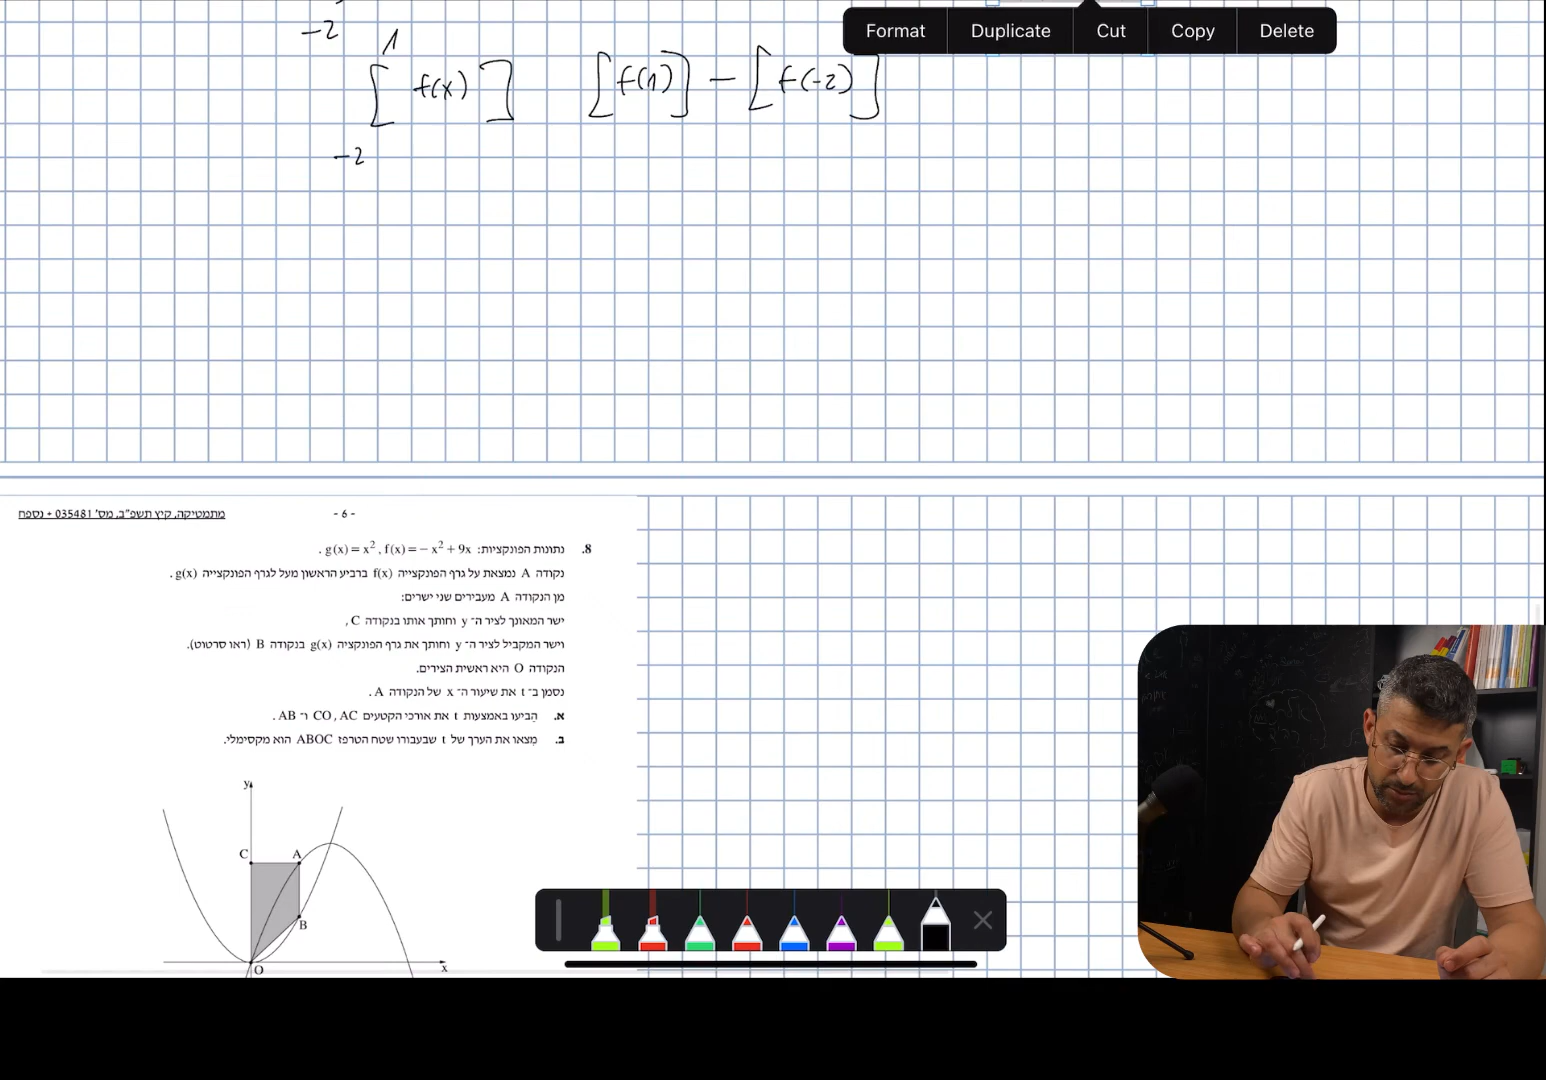 -2
Format Duplicate Cut Copy Delete
1
[ f(x) ] [f(1)] - [f(-2)]
-2
מתמטיקה, קיץ תשפ"ב, מס' 035481 + נספח
- 6 -
8. נתונות הפונקציות: g(x) = x², f(x) = − x² + 9x .
נקודה A נמצאת על גרף הפונקצייה f(x) ברביע הראשון מעל לגרף הפונקצייה g(x) .
מן הנקודה A מעבירים שני ישרים:
ישר המאונך לציר ה־ y וחותך אותו בנקודה C ,
וישר המקביל לציר ה־ y וחותך את גרף הפונקציה g(x) בנקודה B (ראו סרטוט).
הנקודה O היא ראשית הצירים.
נסמן ב־ t את שיעור ה־ x של הנקודה A .
א. הַביעו באמצעות t את אורכי הקטעים CO , AC ו־ AB .
ב. מִצאו את הערך של t שבעבורו שטח הטרפז ABOC הוא מקסימלי.
y
C A
B
O x